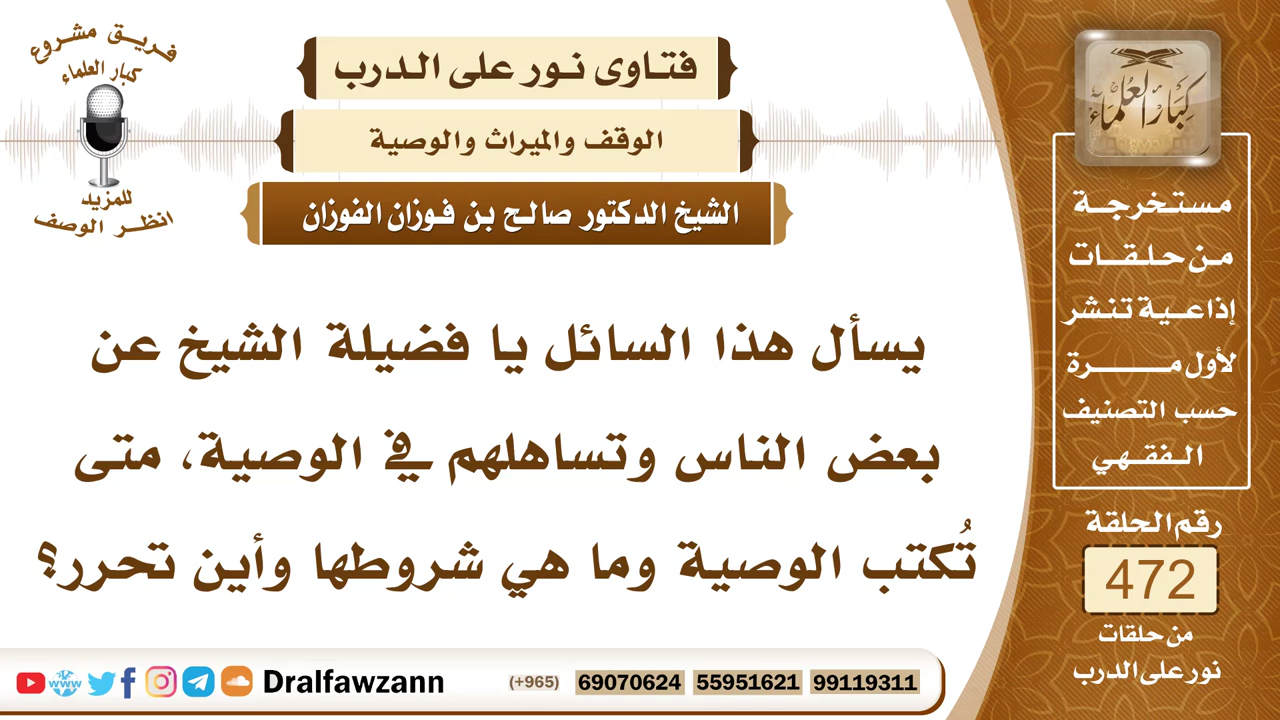 فريق مشروع
كبار العلماء
للمزيد
انظر الوصف
فتاوى نور على الدرب
الوقف والميراث والوصية
الشيخ الدكتور صالح بن فوزان الفوزان
يسأل هذا السائل يا فضيلة الشيخ عن
بعض الناس وتساهلهم في الوصية، متى
تُكتب الوصية وما هي شروطها وأين تحرر؟
كبار العلماء
مستخرجة
من حلقات
إذاعية تنشر
لأول مرة
حسب التصنيف
الفقهي
رقم الحلقة
472
من حلقات
نور على الدرب
www
Dralfawzann
(+965) 69070624 55951621 99119311